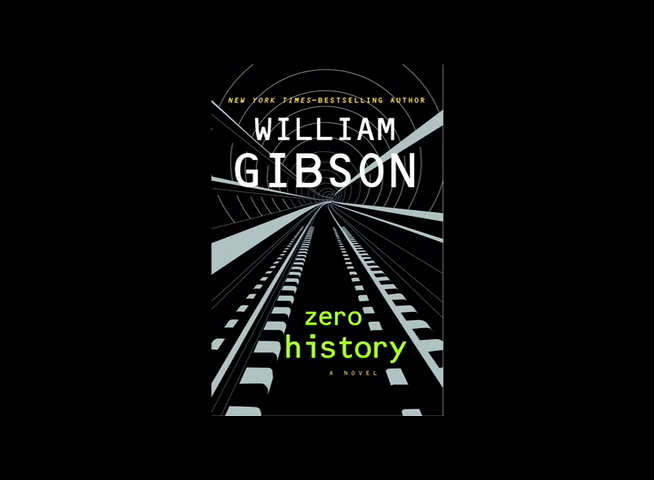 NEW YORK TIMES–BESTSELLING AUTHOR
WILLIAM
GIBSON
zero
history
A NOVEL